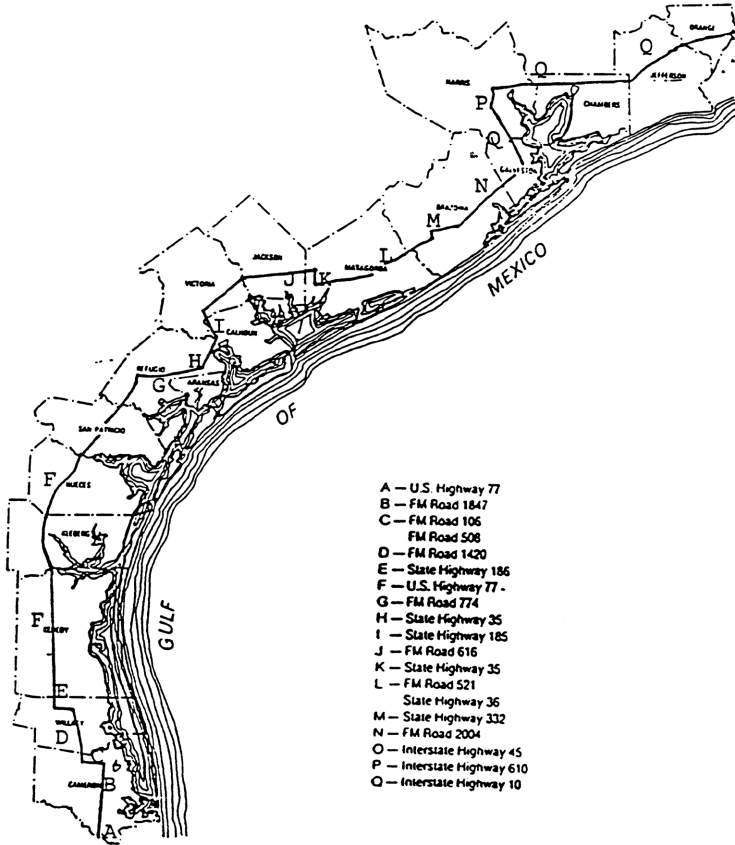 ORANGE
Q
Q
JEFFERSON
HARRIS
P
CHAMBERS
Q
GALVESTON
N
BRAZORIA
M
L
MEXICO
JACKSON
MATAGORDA
J
K
VICTORIA
I
CALHOUN
H
REFUGIO
G
ARANSAS
OF
SAN PATRICIO
F
NUECES
KLEBERG
F
GULF
E
WILLACY
D
CAMERON
B
A
A — U.S. Highway 77
B — FM Road 1847
C — FM Road 106
FM Road 508
D — FM Road 1420
E — State Highway 186
F — U.S. Highway 77 -
G — FM Road 774
H — State Highway 35
I — State Highway 185
J — FM Road 616
K — State Highway 35
L — FM Road 521
State Highway 36
M — State Highway 332
N — FM Road 2004
O — Interstate Highway 45
P — Interstate Highway 610
Q — Interstate Highway 10